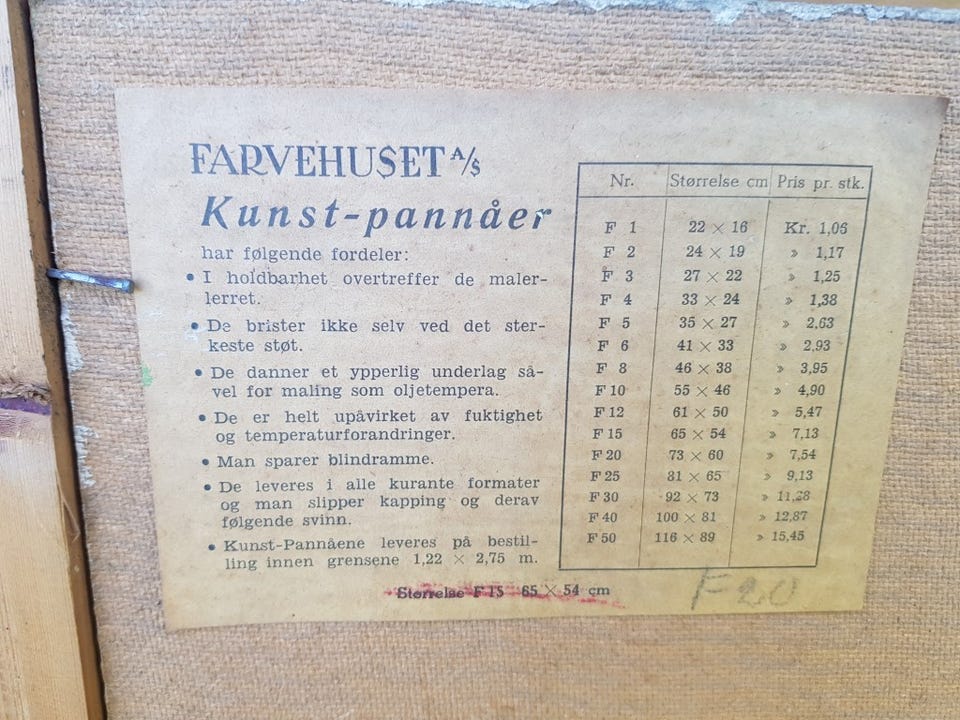 FARVEHUSET A/S
Kunst-pannåer
har følgende fordeler:
• I holdbarhet overtreffer de maler-
lerret.
• De brister ikke selv ved det ster-
keste støt.
• De danner et ypperlig underlag så-
vel for maling som oljetempera.
• De er helt upåvirket av fuktighet
og temperaturforandringer.
• Man sparer blindramme.
• De leveres i alle kurante formater
og man slipper kapping og derav
følgende svinn.
• Kunst-Pannåene leveres på bestil-
ling innen grensene 1,22 × 2,75 m.
Nr. Størrelse cm Pris pr. stk.
F 1 22 × 16 Kr. 1,05
F 2 24 × 19 » 1,17
F 3 27 × 22 » 1,25
F 4 33 × 24 » 1,38
F 5 35 × 27 » 2,63
F 6 41 × 33 » 2,93
F 8 46 × 38 » 3,95
F 10 55 × 46 » 4,90
F 12 61 × 50 » 5,47
F 15 65 × 54 » 7,13
F 20 73 × 60 » 7,54
F 25 81 × 65 » 9,13
F 30 92 × 73 » 11,28
F 40 100 × 81 » 12,87
F 50 116 × 89 » 15,45
Størrelse F 15 65 × 54 cm
F 20